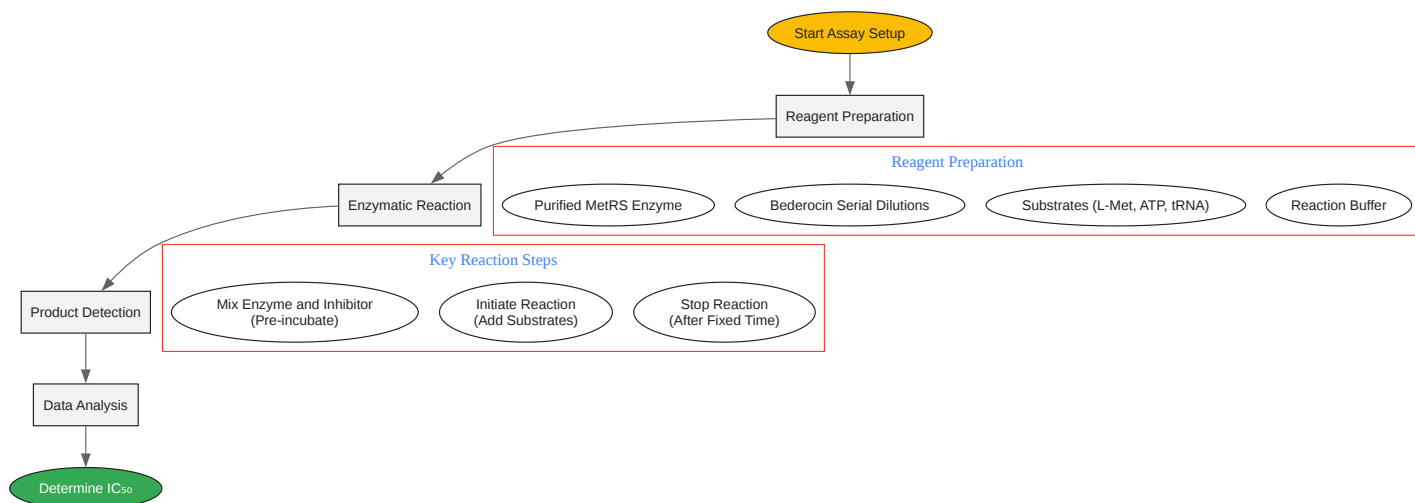 Start Assay Setup
Reagent Preparation
Reagent Preparation
Enzymatic Reaction
Purified MetRS Enzyme
Bederocin Serial Dilutions
Substrates (L-Met, ATP, tRNA)
Reaction Buffer
Key Reaction Steps
Product Detection
Mix Enzyme and Inhibitor
(Pre-incubate)
Initiate Reaction
(Add Substrates)
Stop Reaction
(After Fixed Time)
Data Analysis
Determine IC₅₀